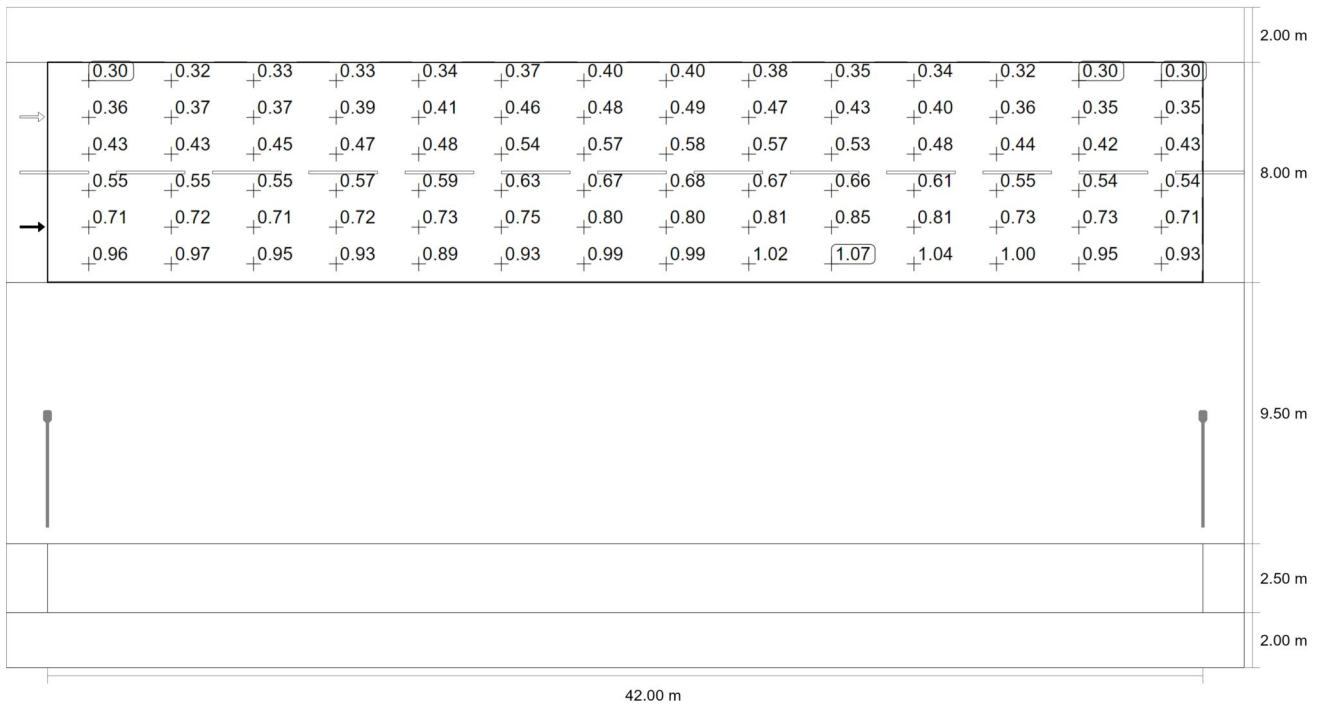 2.00 m
0.30 0.32 0.33 0.33 0.34 0.37 0.40 0.40 0.38 0.35 0.34 0.32 0.30 0.30
0.36 0.37 0.37 0.39 0.41 0.46 0.48 0.49 0.47 0.43 0.40 0.36 0.35 0.35
0.43 0.43 0.45 0.47 0.48 0.54 0.57 0.58 0.57 0.53 0.48 0.44 0.42 0.43
8.00 m
0.55 0.55 0.55 0.57 0.59 0.63 0.67 0.68 0.67 0.66 0.61 0.55 0.54 0.54
0.71 0.72 0.71 0.72 0.73 0.75 0.80 0.80 0.81 0.85 0.81 0.73 0.73 0.71
0.96 0.97 0.95 0.93 0.89 0.93 0.99 0.99 1.02 1.07 1.04 1.00 0.95 0.93
9.50 m
2.50 m
2.00 m
42.00 m